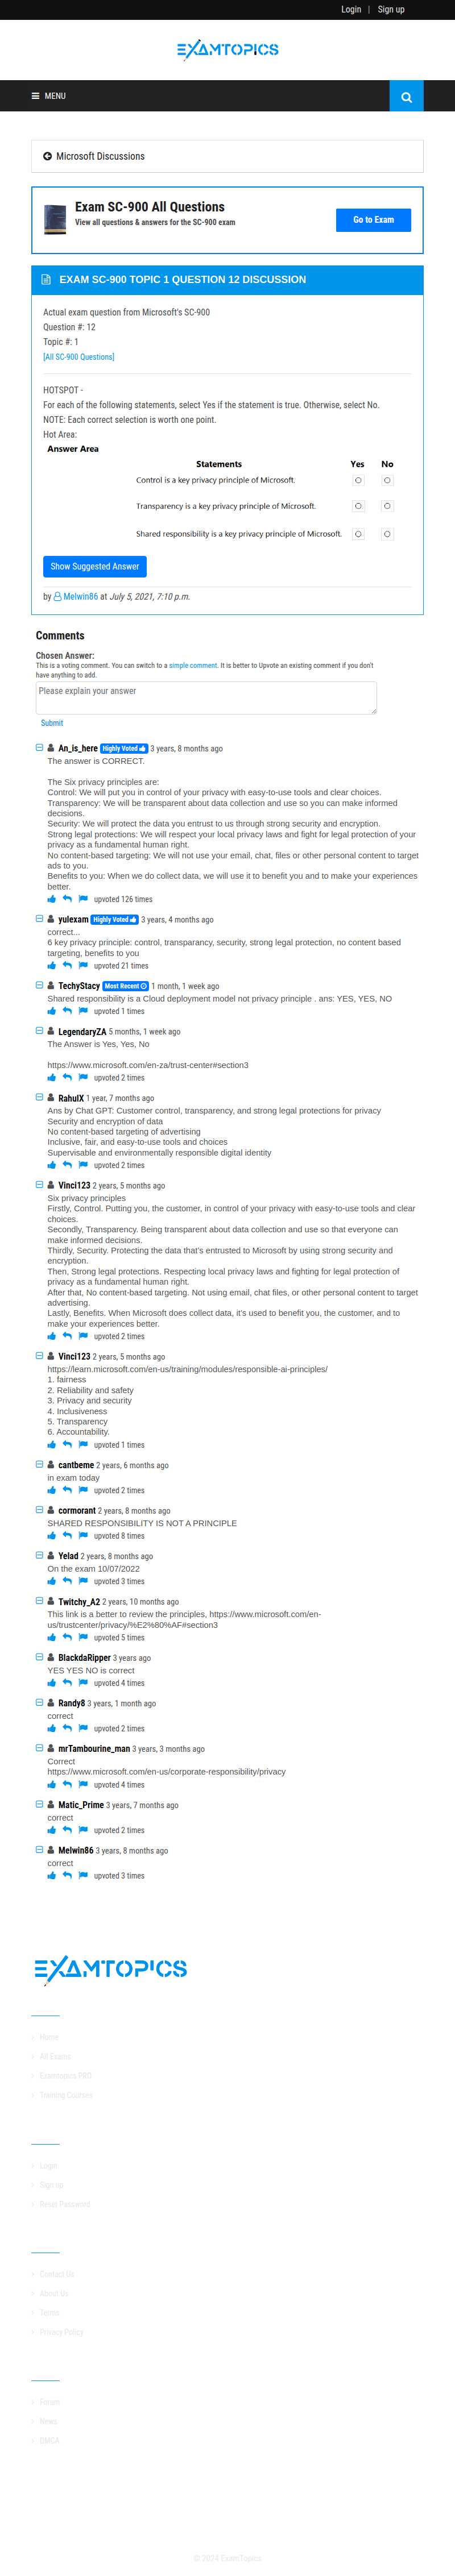 Login | Sign up
EXAMTOPICS
MENU
Microsoft Discussions
Exam SC-900 All Questions
View all questions & answers for the SC-900 exam
Go to Exam
EXAM SC-900 TOPIC 1 QUESTION 12 DISCUSSION
Actual exam question from Microsoft's SC-900
Question #: 12
Topic #: 1
[All SC-900 Questions]
HOTSPOT -
For each of the following statements, select Yes if the statement is true. Otherwise, select No.
NOTE: Each correct selection is worth one point.
Hot Area:
Answer Area
Statements Yes No
Control is a key privacy principle of Microsoft.
Transparency is a key privacy principle of Microsoft.
Shared responsibility is a key privacy principle of Microsoft.
Show Suggested Answer
by Melwin86 at July 5, 2021, 7:10 p.m.
Comments
Chosen Answer:
This is a voting comment. You can switch to a simple comment. It is better to Upvote an existing comment if you don't
have anything to add.
Please explain your answer
Submit
An_is_here Highly Voted 3 years, 8 months ago
The answer is CORRECT.
The Six privacy principles are:
Control: We will put you in control of your privacy with easy-to-use tools and clear choices.
Transparency: We will be transparent about data collection and use so you can make informed
decisions.
Security: We will protect the data you entrust to us through strong security and encryption.
Strong legal protections: We will respect your local privacy laws and fight for legal protection of your
privacy as a fundamental human right.
No content-based targeting: We will not use your email, chat, files or other personal content to target
ads to you.
Benefits to you: When we do collect data, we will use it to benefit you and to make your experiences
better.
upvoted 126 times
yulexam Highly Voted 3 years, 4 months ago
correct...
6 key privacy principle: control, transparency, security, strong legal protection, no content based
targeting, benefits to you
upvoted 21 times
TechyStacy Most Recent 1 month, 1 week ago
Shared responsibility is a Cloud deployment model not privacy principle . ans: YES, YES, NO
upvoted 1 times
LegendaryZA 5 months, 1 week ago
The Answer is Yes, Yes, No
https://www.microsoft.com/en-za/trust-center#section3
upvoted 2 times
RahulX 1 year, 7 months ago
Ans by Chat GPT: Customer control, transparency, and strong legal protections for privacy
Security and encryption of data
No content-based targeting of advertising
Inclusive, fair, and easy-to-use tools and choices
Supervisable and environmentally responsible digital identity
upvoted 2 times
Vinci123 2 years, 5 months ago
Six privacy principles
Firstly, Control. Putting you, the customer, in control of your privacy with easy-to-use tools and clear
choices.
Secondly, Transparency. Being transparent about data collection and use so that everyone can
make informed decisions.
Thirdly, Security. Protecting the data that's entrusted to Microsoft by using strong security and
encryption.
Then, Strong legal protections. Respecting local privacy laws and fighting for legal protection of
privacy as a fundamental human right.
After that, No content-based targeting. Not using email, chat files, or other personal content to target
advertising.
Lastly, Benefits. When Microsoft does collect data, it's used to benefit you, the customer, and to
make your experiences better.
upvoted 2 times
Vinci123 2 years, 5 months ago
https://learn.microsoft.com/en-us/training/modules/responsible-ai-principles/
1. fairness
2. Reliability and safety
3. Privacy and security
4. Inclusiveness
5. Transparency
6. Accountability.
upvoted 1 times
cantbeme 2 years, 6 months ago
in exam today
upvoted 2 times
cormorant 2 years, 8 months ago
SHARED RESPONSIBILITY IS NOT A PRINCIPLE
upvoted 8 times
Yelad 2 years, 8 months ago
On the exam 10/07/2022
upvoted 3 times
Twitchy_A2 2 years, 10 months ago
This link is a better to review the principles, https://www.microsoft.com/en-
us/trustcenter/privacy/%E2%80%AF#section3
upvoted 5 times
BlackdaRipper 3 years ago
YES YES NO is correct
upvoted 4 times
Randy8 3 years, 1 month ago
correct
upvoted 2 times
mrTambourine_man 3 years, 3 months ago
Correct
https://www.microsoft.com/en-us/corporate-responsibility/privacy
upvoted 4 times
Matic_Prime 3 years, 7 months ago
correct
upvoted 2 times
Melwin86 3 years, 8 months ago
correct
upvoted 3 times
EXAMTOPICS
Home
All Exams
Examtopics PRO
Training Courses
Login
Sign up
Reset Password
Contact Us
About Us
Terms
Privacy Policy
Forum
News
DMCA
© 2024 ExamTopics